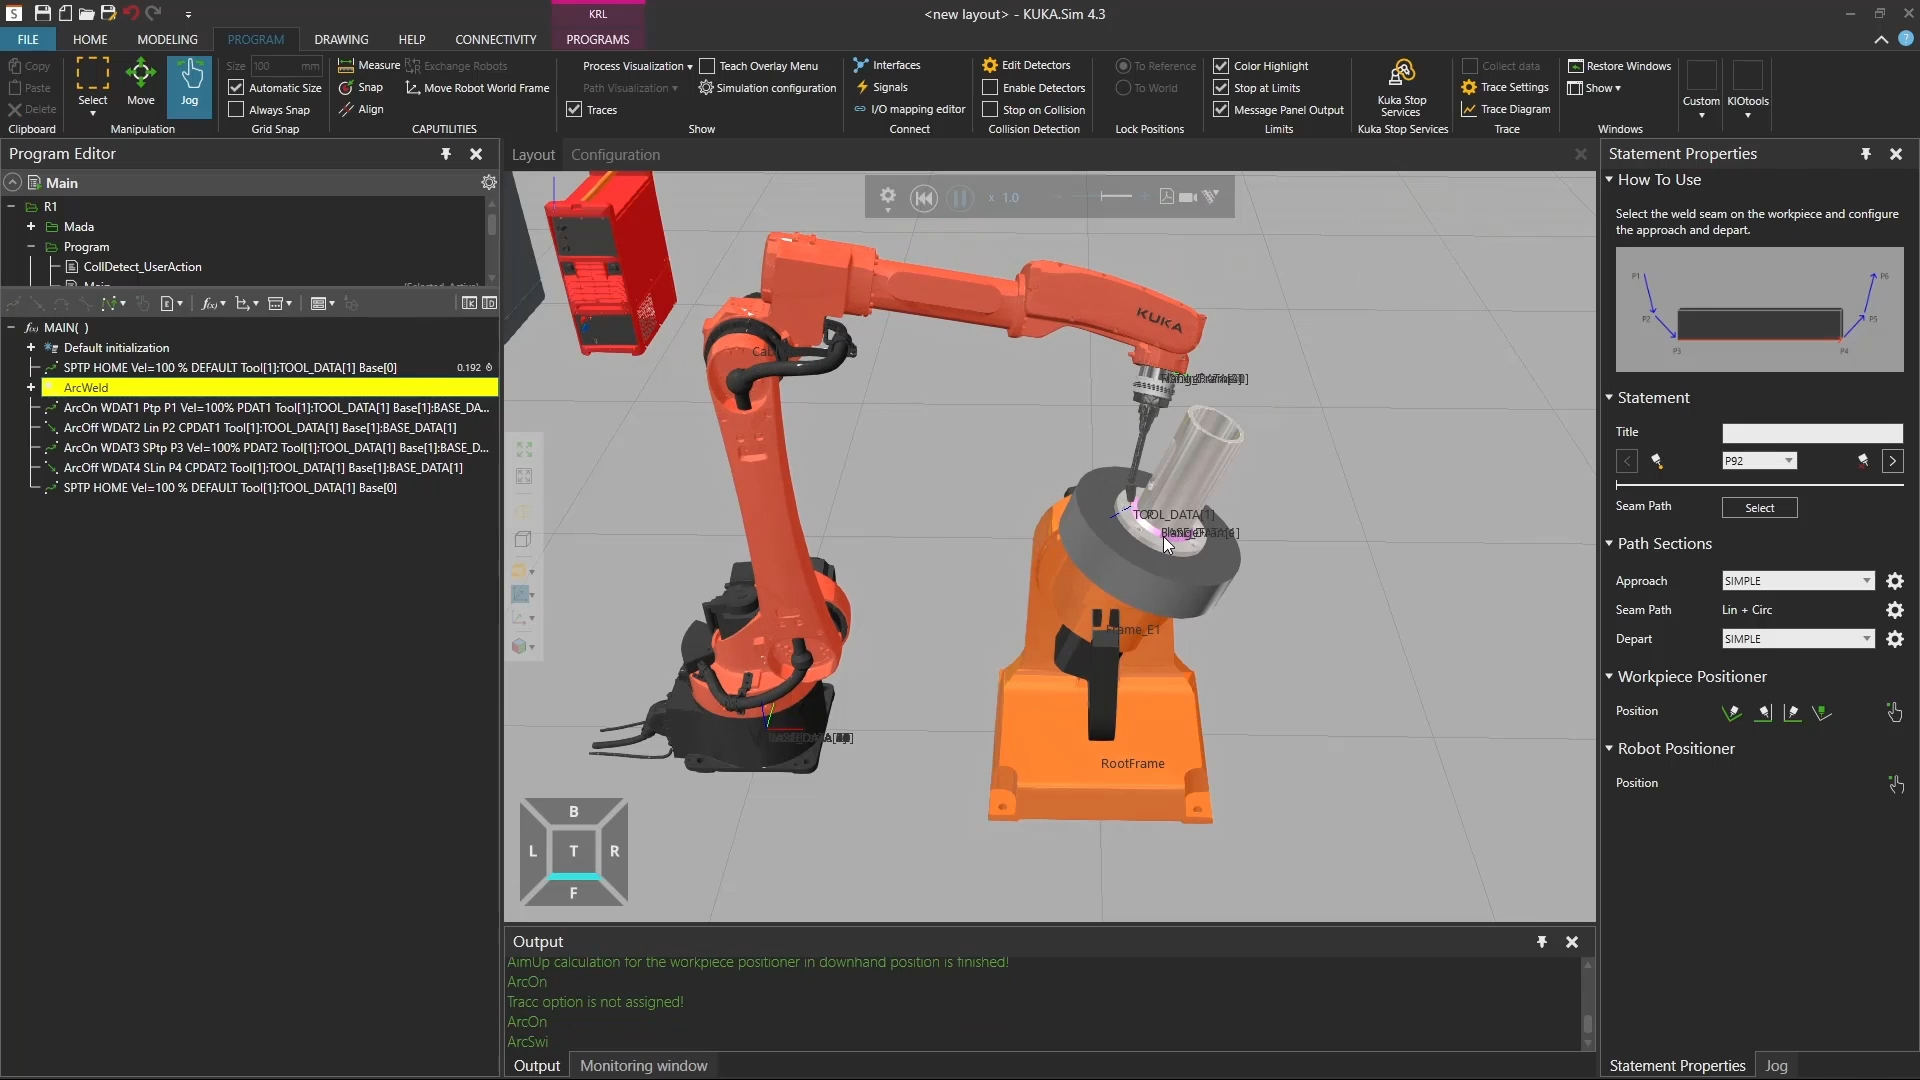 S
KRL
<new layout> - KUKA.Sim 4.3
FILE
HOME
MODELING
PROGRAM
DRAWING
HELP
CONNECTIVITY
PROGRAMS
?
Copy
Paste
Delete
Clipboard
Select
Move
Jog
Manipulation
Size 100 mm
Automatic Size
Always Snap
Grid Snap
Measure
Snap
Align
Exchange Robots
Move Robot World Frame
CAPUTILITIES
Process Visualization
Path Visualization
Traces
Teach Overlay Menu
Simulation configuration
Show
Interfaces
Signals
I/O mapping editor
Connect
Edit Detectors
Enable Detectors
Stop on Collision
Collision Detection
To Reference
To World
Lock Positions
Color Highlight
Stop at Limits
Message Panel Output
Limits
Kuka Stop
Services
Kuka Stop Services
Collect data
Trace Settings
Trace Diagram
Trace
Restore Windows
Show
Windows
Custom
KIOtools
Program Editor
Main
R1
Mada
Program
CollDetect_UserAction
MAIN( )
Default initialization
SPTP HOME Vel=100 % DEFAULT Tool[1]:TOOL_DATA[1] Base[0]
0.192
ArcWeld
ArcOn WDAT1 Ptp P1 Vel=100% PDAT1 Tool[1]:TOOL_DATA[1] Base[1]:BASE_DA...
ArcOff WDAT2 Lin P2 CPDAT1 Tool[1]:TOOL_DATA[1] Base[1]:BASE_DATA[1]
ArcOn WDAT3 SPtp P3 Vel=100% PDAT2 Tool[1]:TOOL_DATA[1] Base[1]:BASE_D...
ArcOff WDAT4 SLin P4 CPDAT2 Tool[1]:TOOL_DATA[1] Base[1]:BASE_DATA[1]
SPTP HOME Vel=100 % DEFAULT Tool[1]:TOOL_DATA[1] Base[0]
Layout
Configuration
x 1.0
KUKA
TOOL_DATA[1]
Frame_E1
RootFrame
B
L
T
R
F
Output
AimUp calculation for the workpiece positioner in downhand position is finished!
ArcOn
Tracc option is not assigned!
ArcOn
ArcSwi
Output
Monitoring window
Statement Properties
How To Use
Select the weld seam on the workpiece and configure
the approach and depart.
P1
P6
P2
P5
P3
P4
Statement
Title
P92
Seam Path
Select
Path Sections
Approach
SIMPLE
Seam Path
Lin + Circ
Depart
SIMPLE
Workpiece Positioner
Position
Robot Positioner
Position
Statement Properties
Jog